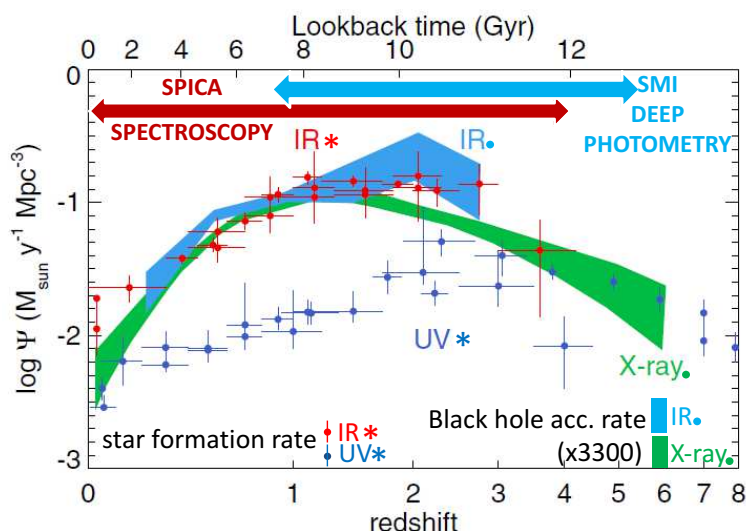 Lookback time (Gyr)
0 2 4 6 8 10 12
0
SPICA
SMI
SPECTROSCOPY
DEEP
IR*
IR•
PHOTOMETRY
-1
log Ψ (M_sun y⁻¹ Mpc⁻³)
-2
UV*
X-ray•
star formation rate
IR*
UV*
Black hole acc. rate
(x3300)
IR•
X-ray•
-3
0 1 2 3 4 5 6 7 8
redshift